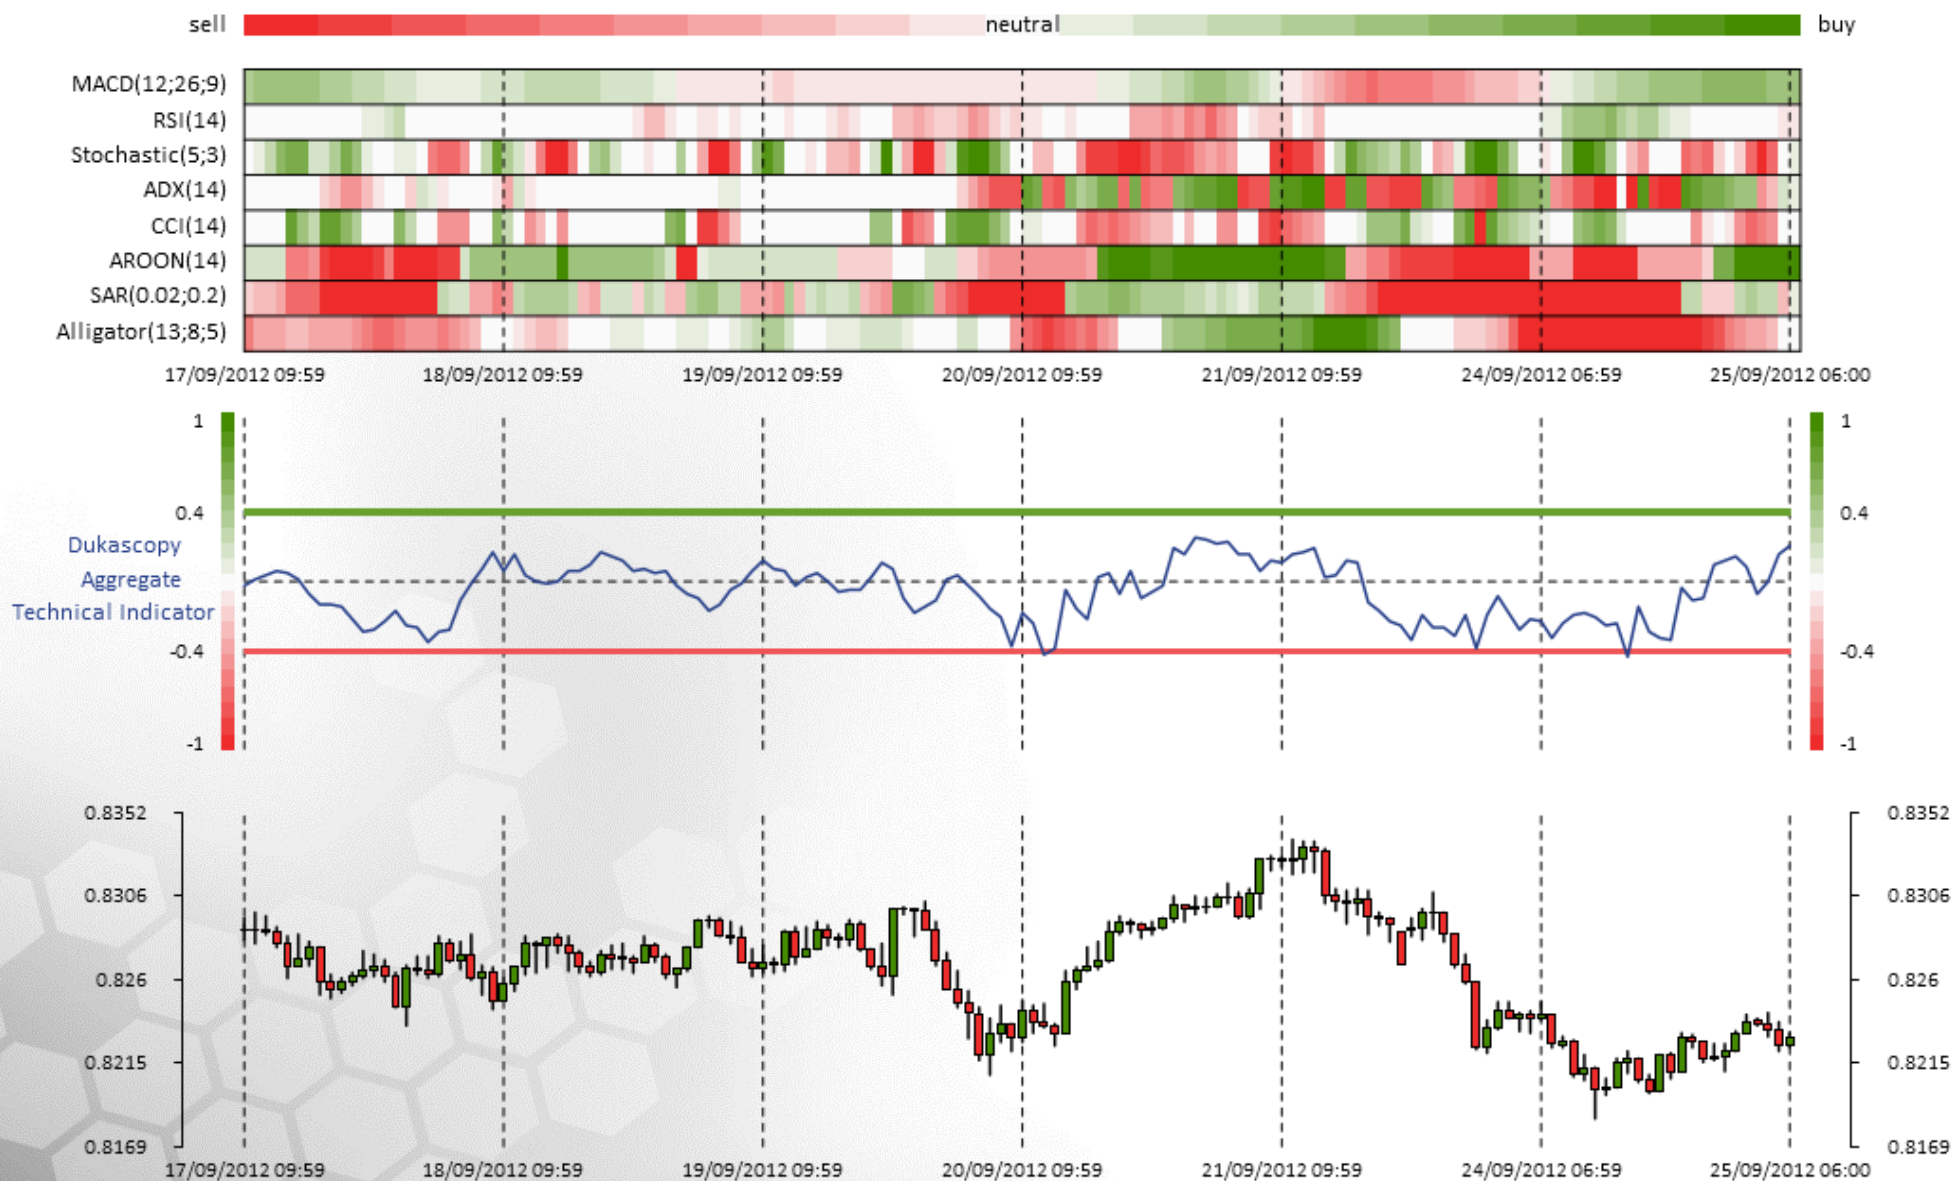 sell neutral buy
MACD(12;26;9)
RSI(14)
Stochastic(5;3)
ADX(14)
CCI(14)
AROON(14)
SAR(0.02;0.2)
Alligator(13;8;5)
17/09/2012 09:59 18/09/2012 09:59 19/09/2012 09:59 20/09/2012 09:59 21/09/2012 09:59 24/09/2012 06:59 25/09/2012 06:00
1 1
0.4 0.4
Dukascopy
Aggregate
Technical Indicator
-0.4 -0.4
-1 -1
0.8352 0.8352
0.8306 0.8306
0.826 0.826
0.8215 0.8215
0.8169 0.8169
17/09/2012 09:59 18/09/2012 09:59 19/09/2012 09:59 20/09/2012 09:59 21/09/2012 09:59 24/09/2012 06:59 25/09/2012 06:00